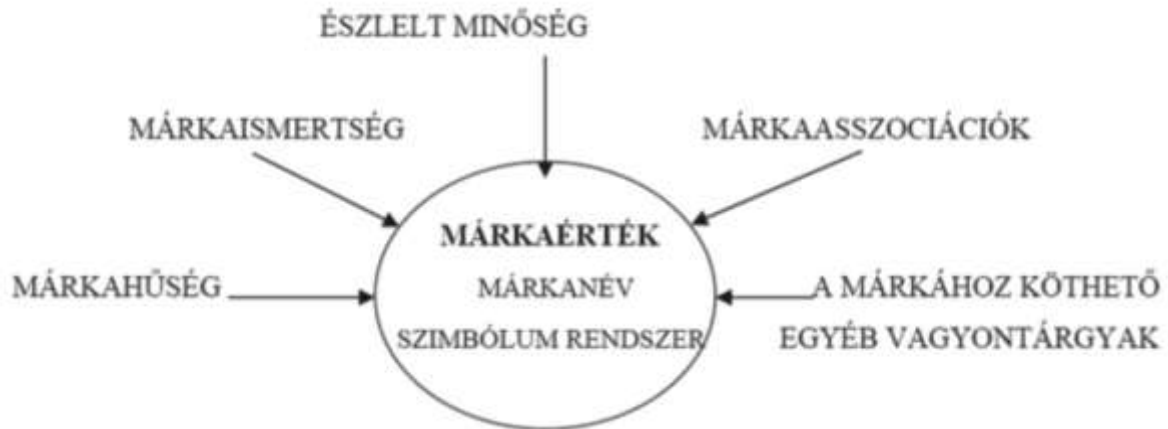 ÉSZLELT MINŐSÉG
MÁRKAISMERTSÉG
MÁRKAASSZOCIÁCIÓK
MÁRKAÉRTÉK
MÁRKAHŰSÉG
MÁRKANÉV
A MÁRKÁHOZ KÖTHETŐ
SZIMBÓLUM RENDSZER
EGYÉB VAGYONTÁRGYAK